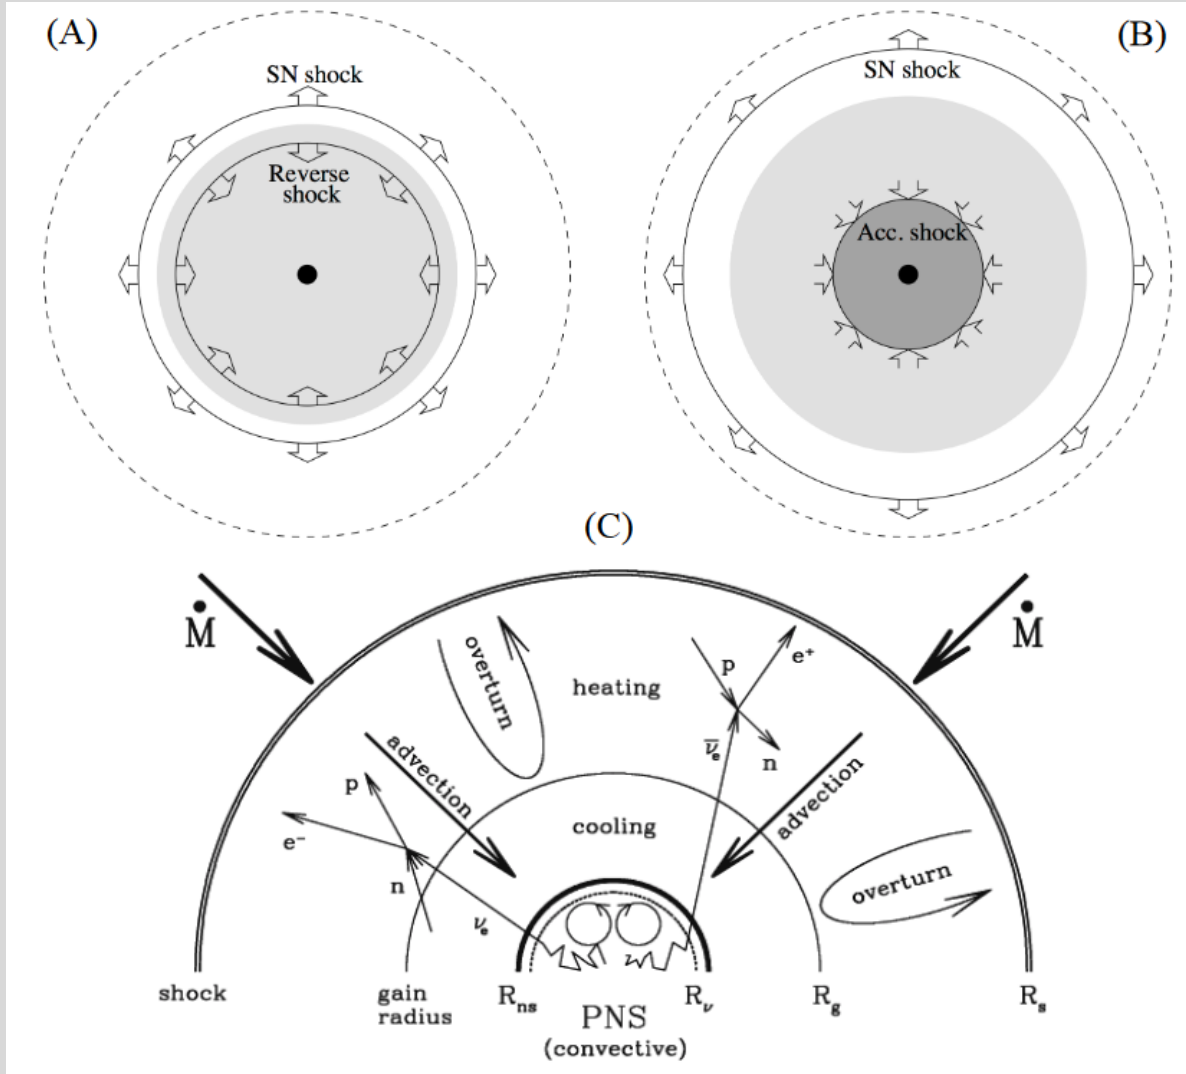 (A)
SN shock
Reverse
shock
(B)
SN shock
Acc. shock
(C)
Ṁ
Ṁ
overturn
heating
p
e⁺
ν̄ₑ
n
advection
advection
p
e⁻
n
νₑ
cooling
overturn
shock
gain
radius
Rₙₛ
Rᵥ
R_g
Rₛ
PNS
(convective)